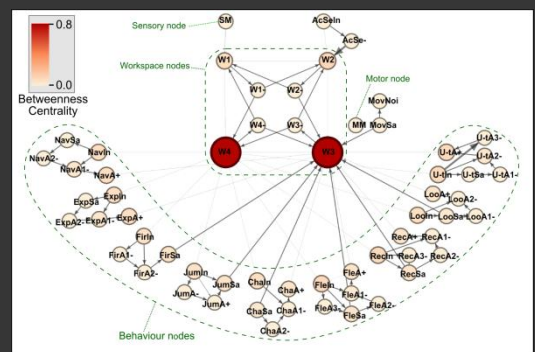 0.8
0.0
Betweenness
Centrality
Sensory node
SM
AcSeIn
AcSe-
Workspace nodes
W1
W2
W1-
W2-
Motor node
MovNoi
W4-
W3-
MM
MovSa
W4
W3
NavSa
NavIn
NavA2-
NavA1-
NavA+
U-tA+
U-tA3-
U-tA2-
U-tIn
U-tSa
U-tA1-
ExpSa
ExpIn
ExpA2-
ExpA1-
ExpA+
LooA+
LooA2-
LooIn
LooSa
LooA1-
FirIn
FirA1-
FirSa
FirA2-
RecA+
RecA1-
RecIn
RecA3-
RecA2-
RecSa
JumIn
JumSa
JumA-
JumA+
ChaIn
ChaA+
ChaSa
ChaA1-
ChaA2-
FleA+
FleIn
FleA1-
FleA3-
FleSa
FleA2-
Behaviour nodes